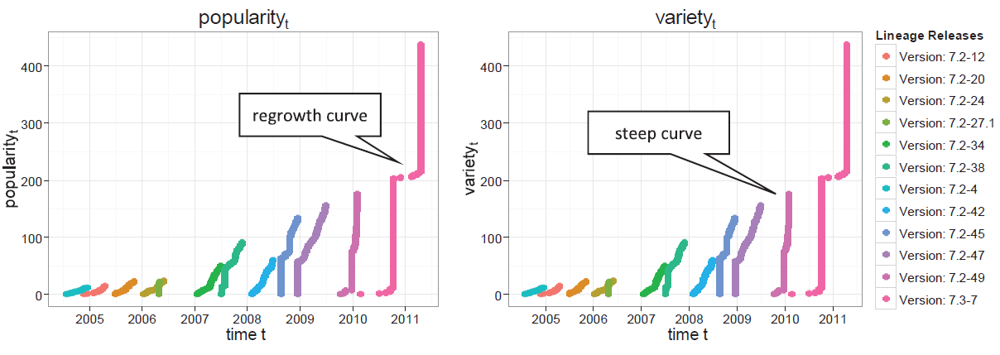 popularityt
popularityt
400
300
200
100
0
regrowth curve
2005 2006 2007 2008 2009 2010 2011
time t
varietyt
varietyt
400
300
200
100
0
steep curve
2005 2006 2007 2008 2009 2010 2011
time t
Lineage Releases
Version: 7.2-12
Version: 7.2-20
Version: 7.2-24
Version: 7.2-27.1
Version: 7.2-34
Version: 7.2-38
Version: 7.2-4
Version: 7.2-42
Version: 7.2-45
Version: 7.2-47
Version: 7.2-49
Version: 7.3-7